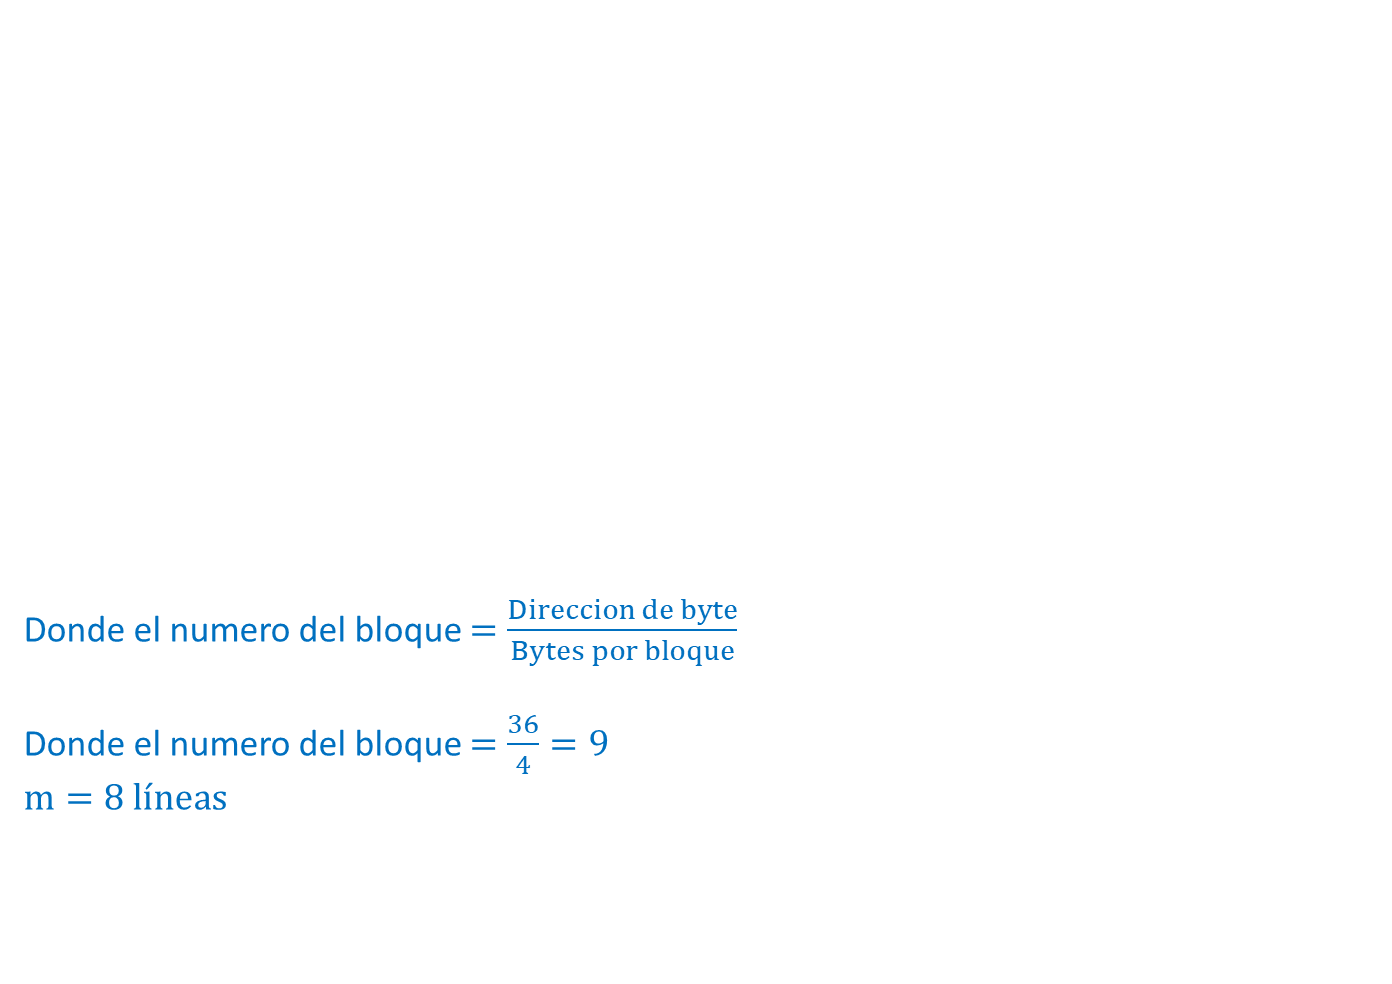 Donde el numero del bloque = Direccion de byte / Bytes por bloque
Donde el numero del bloque = 36/4 = 9
m = 8 líneas